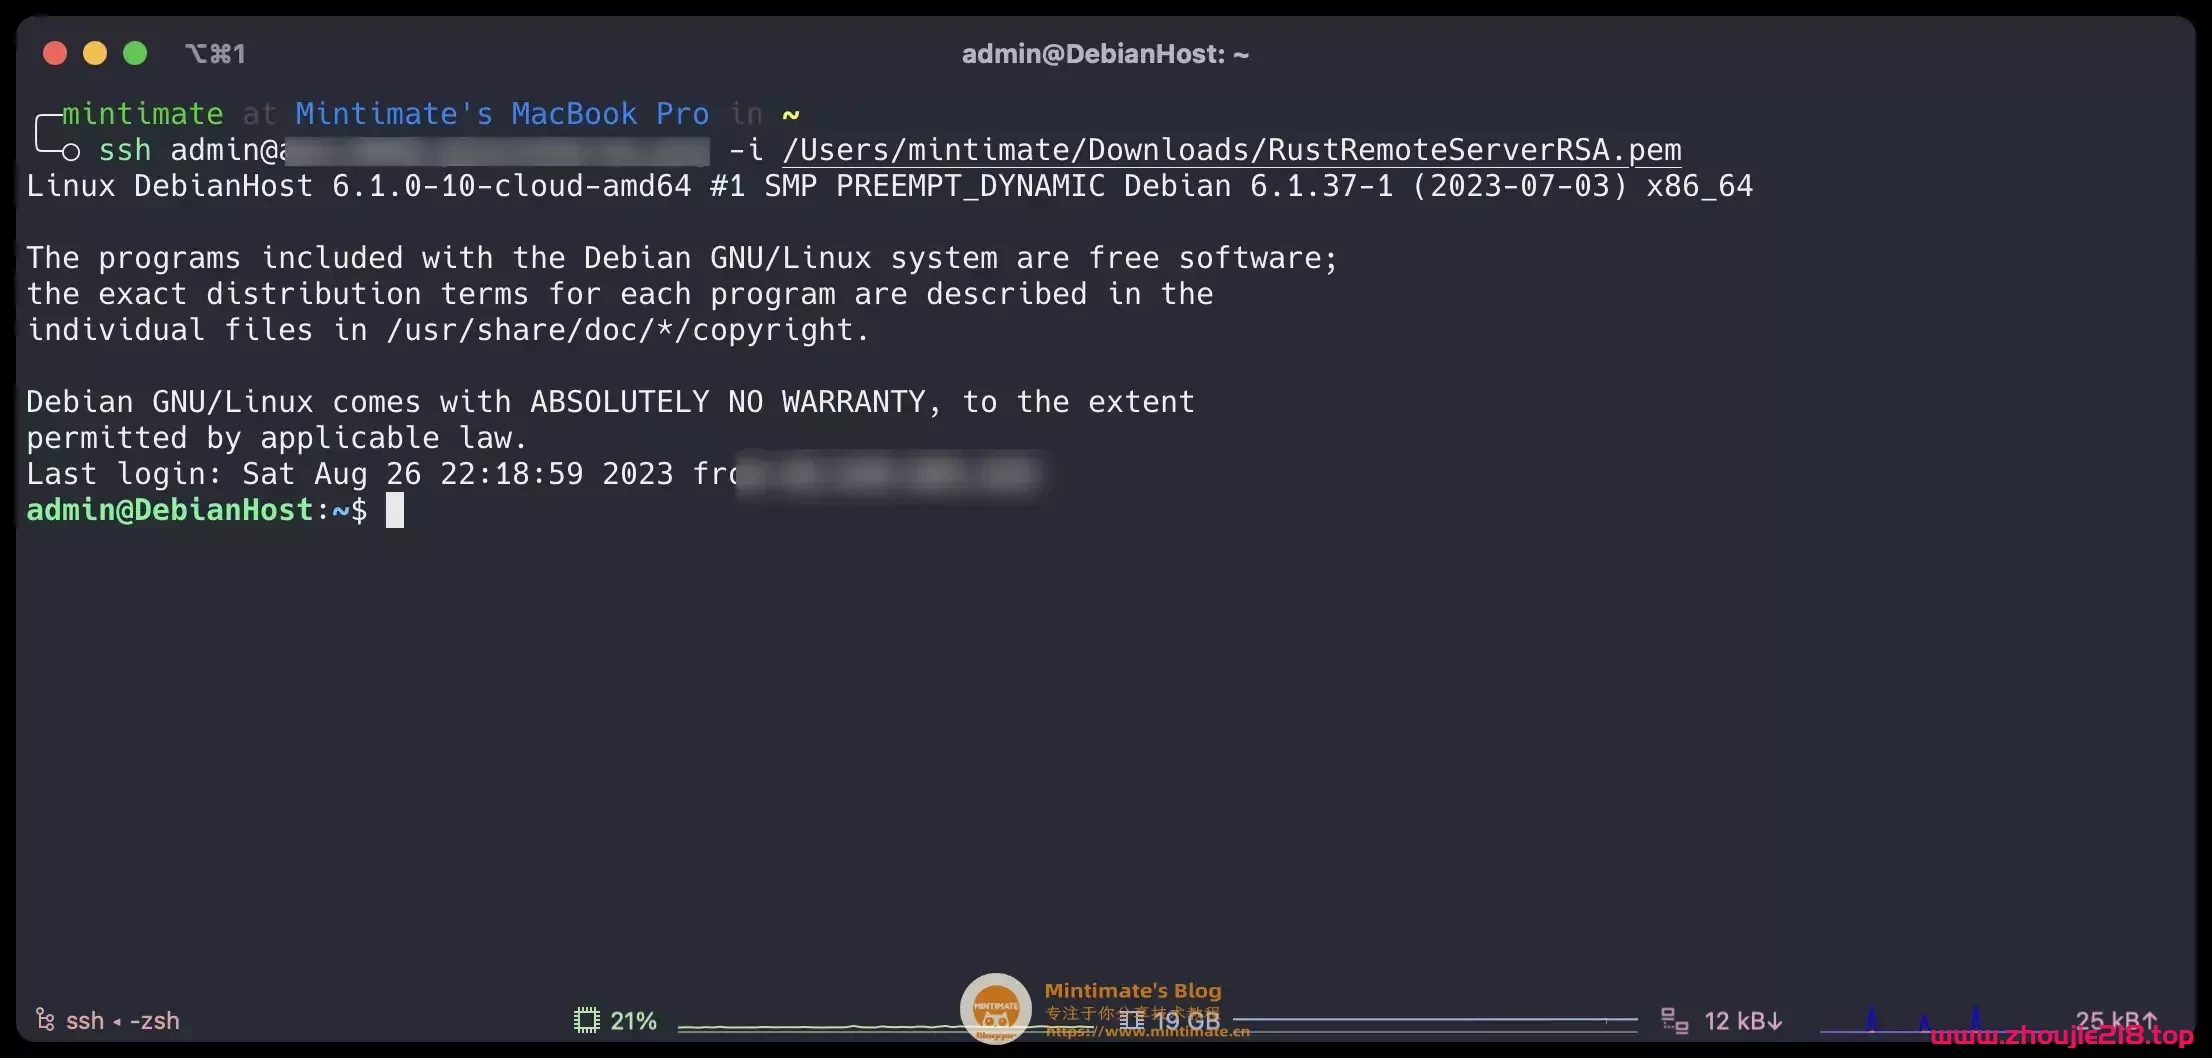 ⌥⌘1
admin@DebianHost: ~
mintimate at Mintimate's MacBook Pro in ~
ssh admin@ -i /Users/mintimate/Downloads/RustRemoteServerRSA.pem
Linux DebianHost 6.1.0-10-cloud-amd64 #1 SMP PREEMPT_DYNAMIC Debian 6.1.37-1 (2023-07-03) x86_64
The programs included with the Debian GNU/Linux system are free software;
the exact distribution terms for each program are described in the
individual files in /usr/share/doc/*/copyright.
Debian GNU/Linux comes with ABSOLUTELY NO WARRANTY, to the extent
permitted by applicable law.
Last login: Sat Aug 26 22:18:59 2023 fro
admin@DebianHost:~$
ssh ◂ -zsh
21%
MINTIMATE
Mintimate's Blog
专注于你分享技术教程
https://www.mintimate.cn
19 GB
12 kB↓
25 kB↑
www.zhoujie218.top